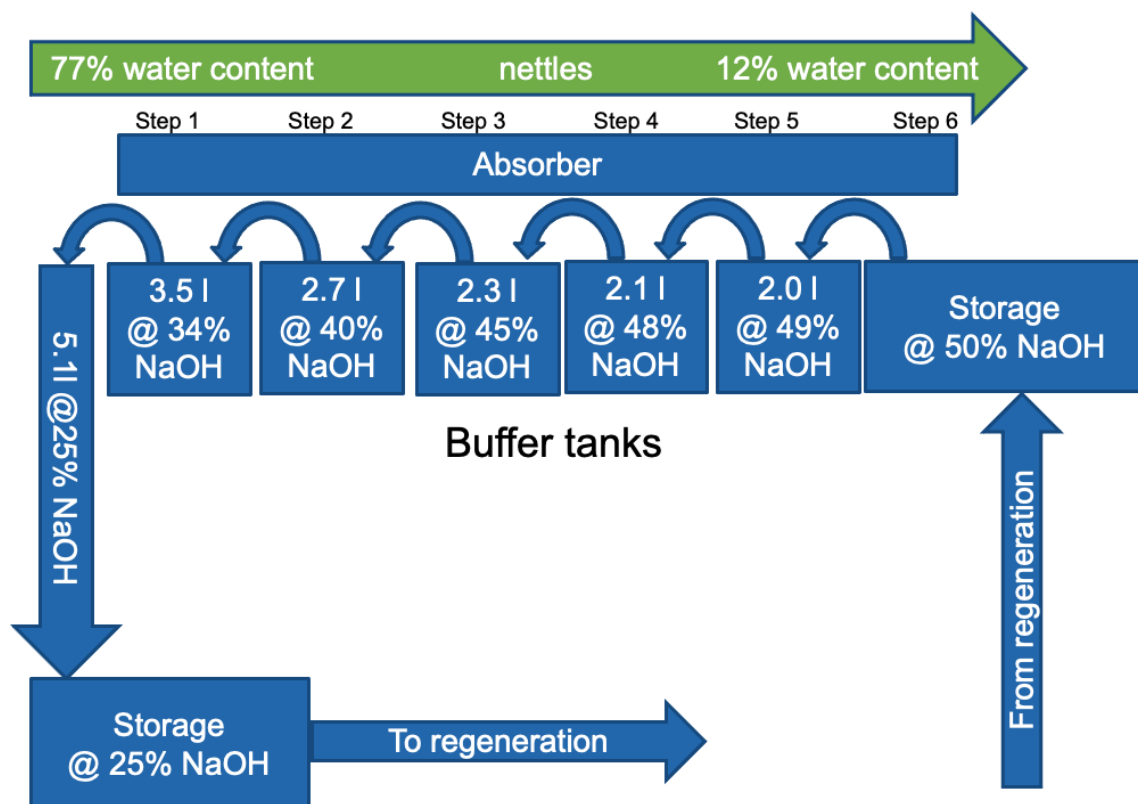 77% water content nettles 12% water content
Step 1 Step 2 Step 3 Step 4 Step 5 Step 6
Absorber
3.5 l
@ 34%
NaOH
2.7 l
@ 40%
NaOH
2.3 l
@ 45%
NaOH
2.1 l
@ 48%
NaOH
2.0 l
@ 49%
NaOH
Storage
@ 50% NaOH
5.1l @25% NaOH
Buffer tanks
From regeneration
Storage
@ 25% NaOH
To regeneration